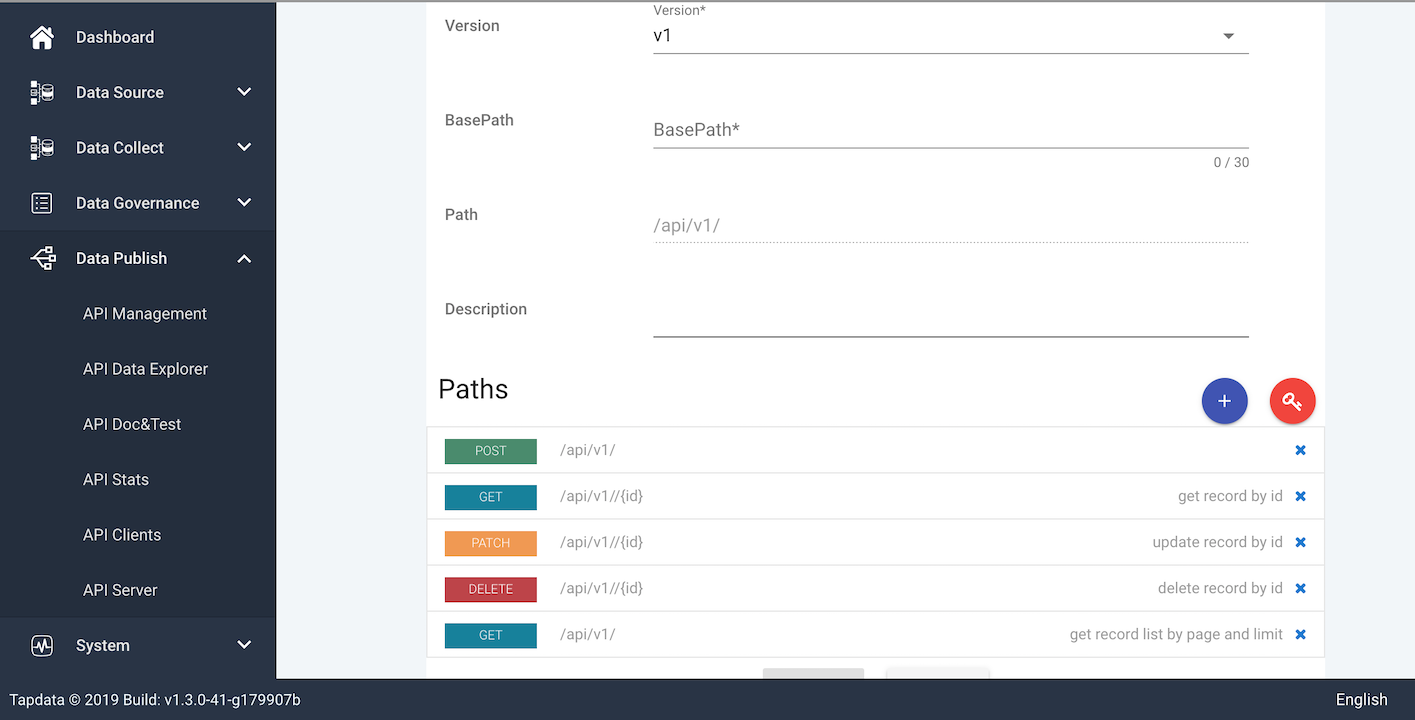 Dashboard
Data Source
Data Collect
Data Governance
Data Publish
API Management
API Data Explorer
API Doc&Test
API Stats
API Clients
API Server
System
Version
Version*
v1
BasePath
BasePath*
0 / 30
Path
/api/v1/
Description
Paths
POST /api/v1/
GET /api/v1//{id} get record by id
PATCH /api/v1//{id} update record by id
DELETE /api/v1//{id} delete record by id
GET /api/v1/ get record list by page and limit
Tapdata © 2019 Build: v1.3.0-41-g179907b
English